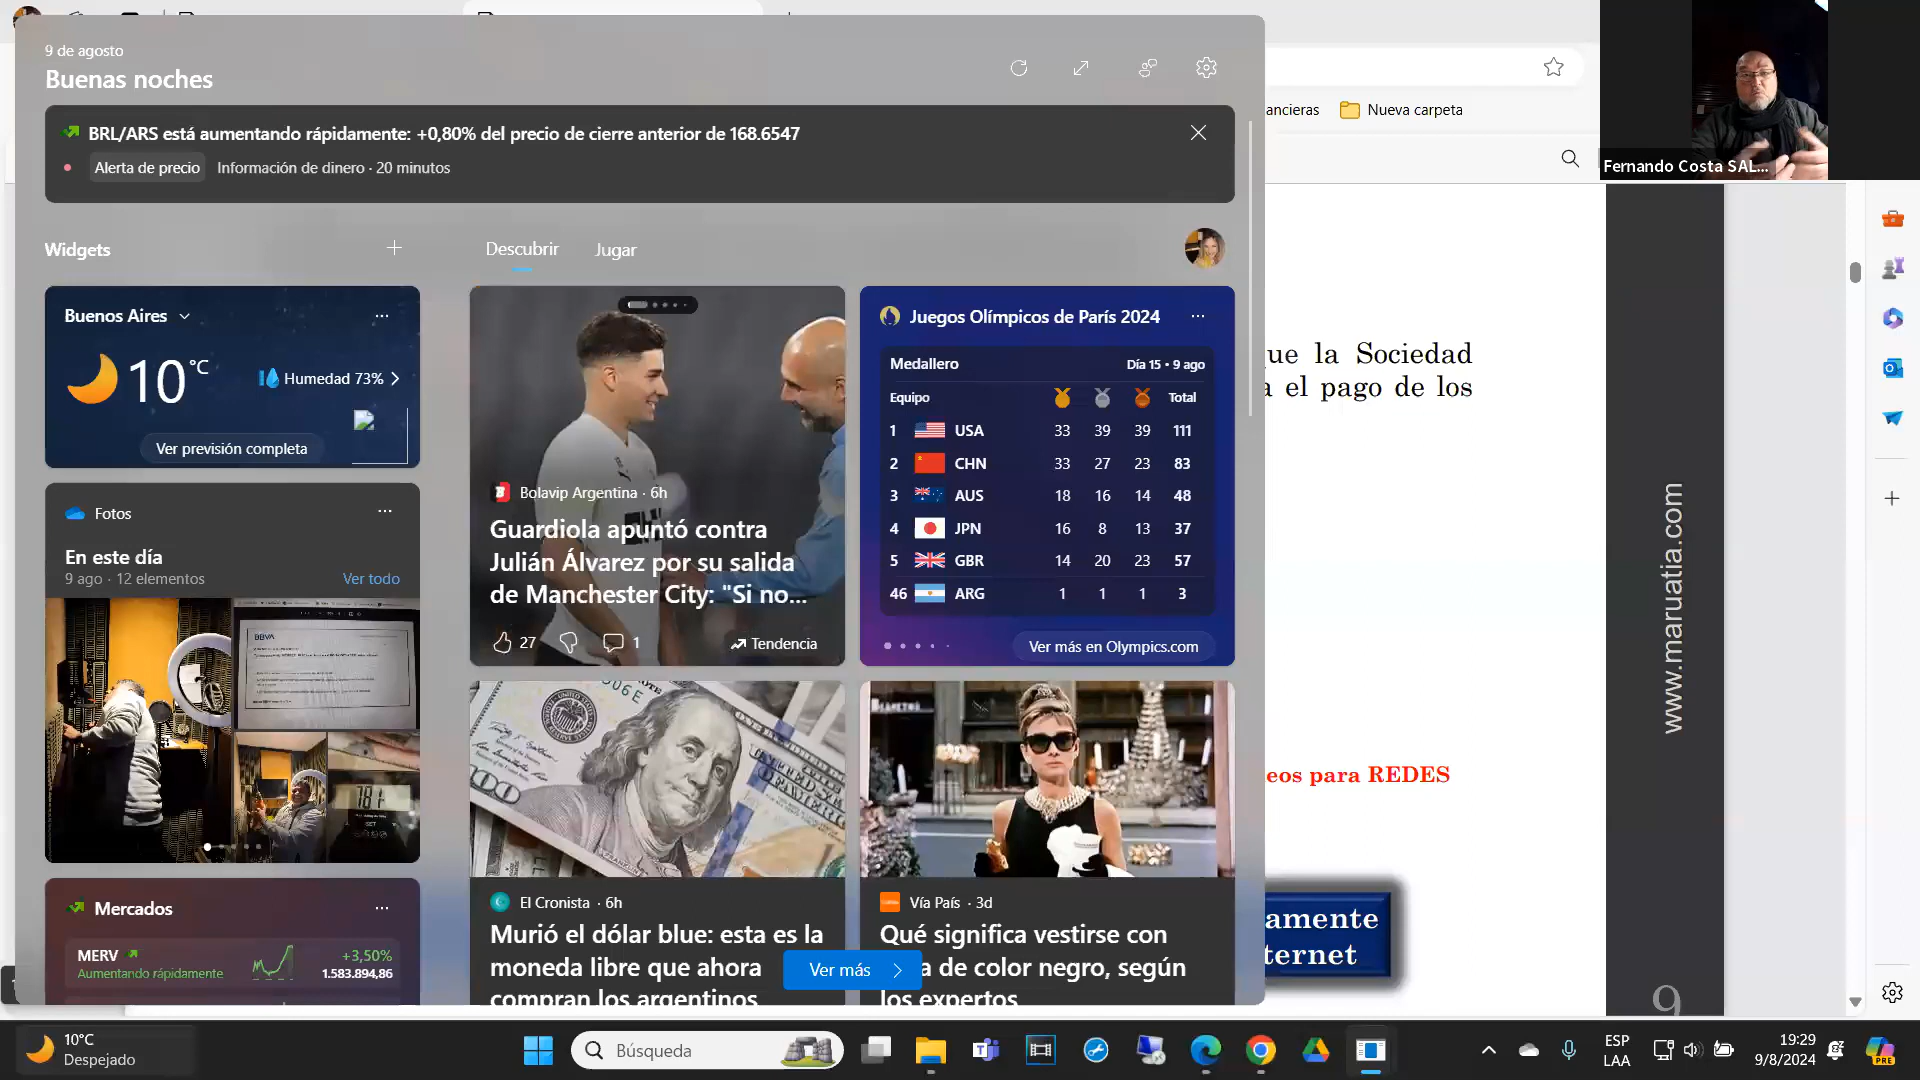 9 de agosto
Buenas noches
BRL/ARS está aumentando rápidamente: +0,80% del precio de cierre anterior de 168.6547
Alerta de precio Información de dinero · 20 minutos
Widgets
Descubrir Jugar
Buenos Aires
10 °C
Humedad 73%
Ver previsión completa
Fotos
En este día
9 ago · 12 elementos Ver todo
BBVA
Mercados
MERV +3,50%
Aumentando rápidamente 1.583.894,86
Bolavip Argentina · 6h
Guardiola apuntó contra
Julián Álvarez por su salida
de Manchester City: "Si no...
27 1 Tendencia
Juegos Olímpicos de París 2024
Medallero Día 15 • 9 ago
Equipo Total
1 USA 33 39 39 111
2 CHN 33 27 23 83
3 AUS 18 16 14 48
4 JPN 16 8 13 37
5 GBR 14 20 23 57
46 ARG 1 1 1 3
Ver más en Olympics.com
El Cronista · 6h
Murió el dólar blue: esta es la
moneda libre que ahora
compran los argentinos
Vía País · 3d
Qué significa vestirse con
a de color negro, según
los expertos
Ver más
ancieras Nueva carpeta
Fernando Costa SAL...
ue la Sociedad
a el pago de los
eos para REDES
amente
ternet
www.maruatia.com
9
10°C
Despejado
Búsqueda
ESP
LAA
19:29
9/8/2024
PRE